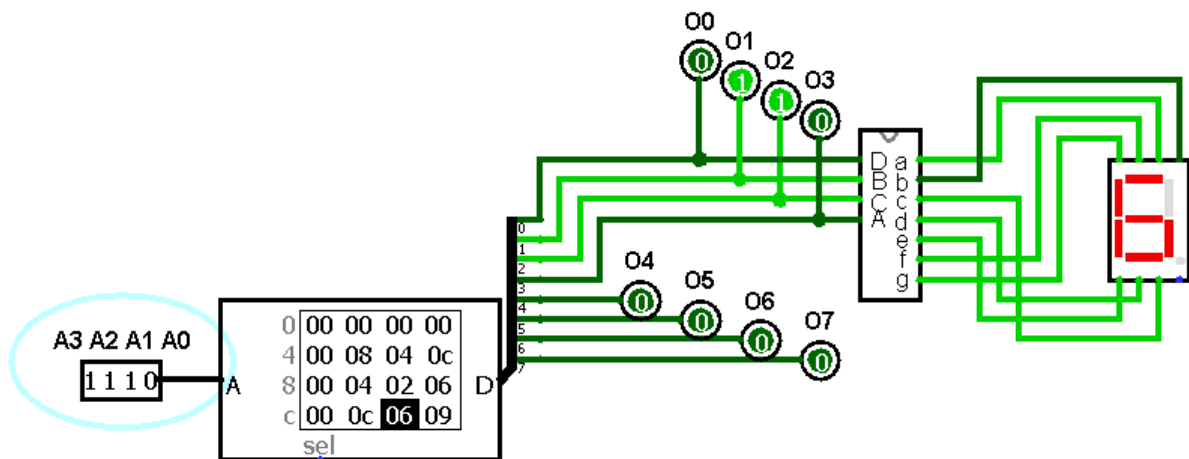 O0
O1
O2
O3
0
1
1
0
D a
B b
C c
A d
e
f
g
0
1
2
3
4
5
6
7
O4
O5
O6
O7
0
0
0
0
A3 A2 A1 A0
1 1 1 0
A
0 00 00 00 00
4 00 08 04 0c
8 00 04 02 06
c 00 0c 06 09
D
sel
6